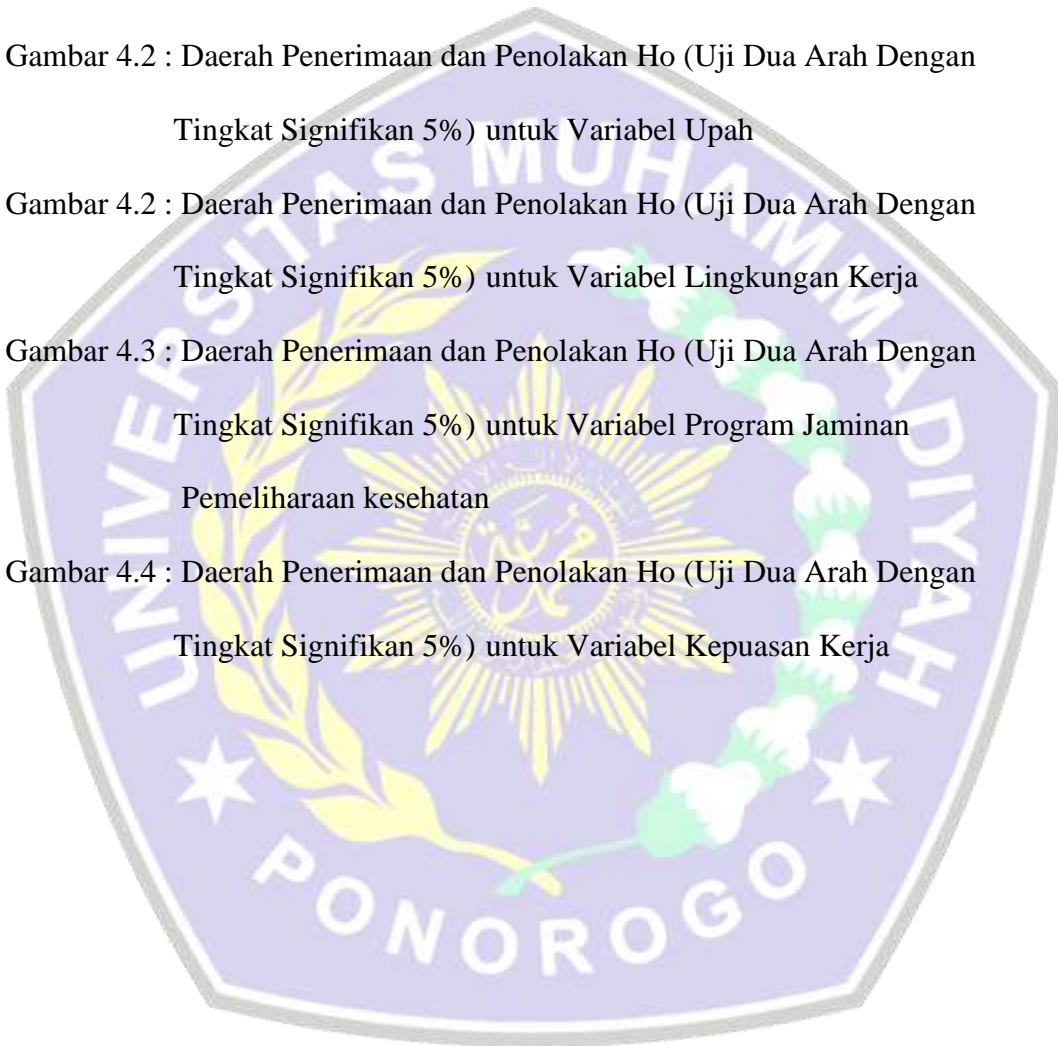 Gambar 4.2 : Daerah Penerimaan dan Penolakan Ho (Uji Dua Arah Dengan
Tingkat Signifikan 5%) untuk Variabel Upah
Gambar 4.2 : Daerah Penerimaan dan Penolakan Ho (Uji Dua Arah Dengan
Tingkat Signifikan 5%) untuk Variabel Lingkungan Kerja
Gambar 4.3 : Daerah Penerimaan dan Penolakan Ho (Uji Dua Arah Dengan
Tingkat Signifikan 5%) untuk Variabel Program Jaminan
Pemeliharaan kesehatan
Gambar 4.4 : Daerah Penerimaan dan Penolakan Ho (Uji Dua Arah Dengan
Tingkat Signifikan 5%) untuk Variabel Kepuasan Kerja
UNIVERSITAS MUHAMMADIYAH
PONOROGO